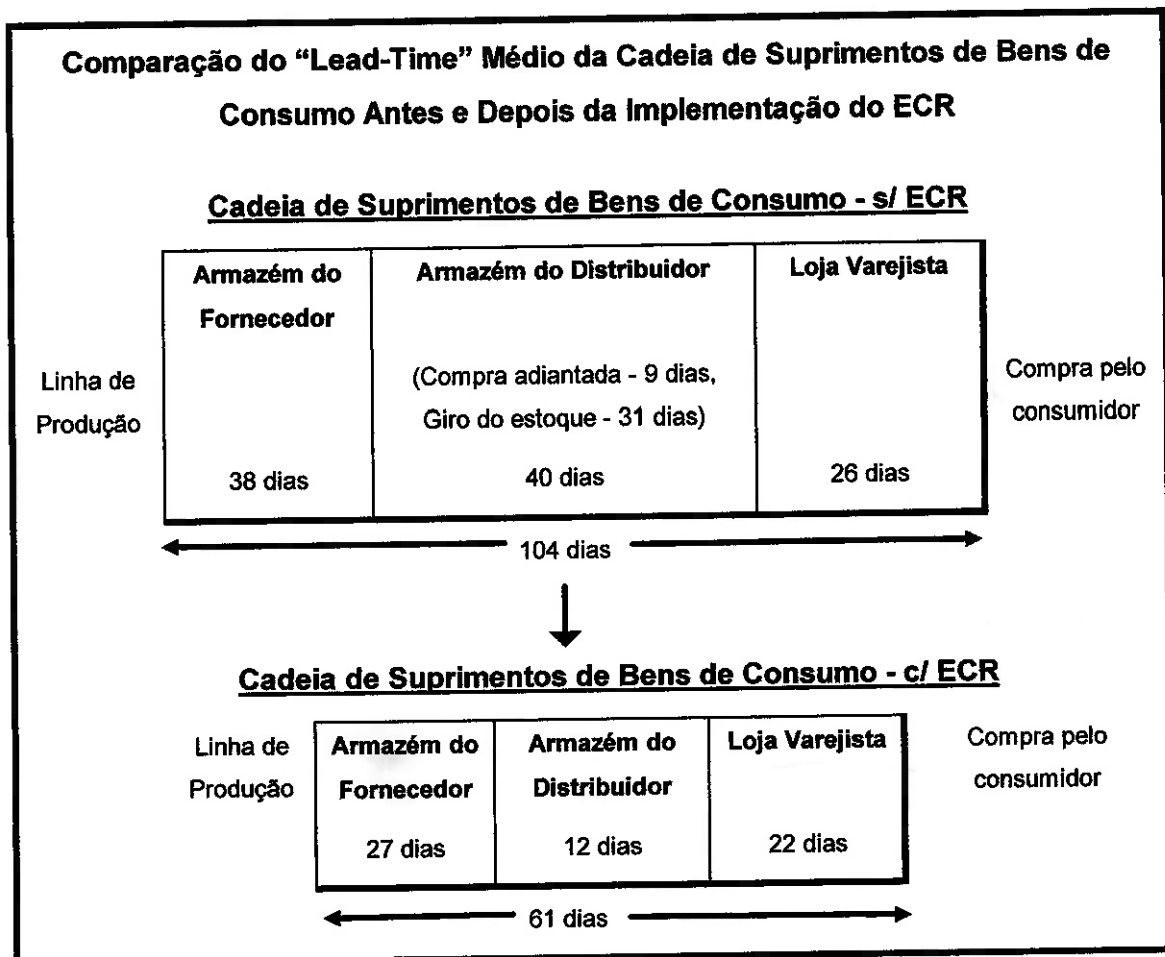 Comparação do “Lead-Time” Médio da Cadeia de Suprimentos de Bens de
Consumo Antes e Depois da Implementação do ECR
Cadeia de Suprimentos de Bens de Consumo - s/ ECR
Linha de
Produção
Armazém do
Fornecedor
38 dias
Armazém do Distribuidor
(Compra adiantada - 9 dias,
Giro do estoque - 31 dias)
40 dias
Loja Varejista
26 dias
Compra pelo
consumidor
104 dias
Cadeia de Suprimentos de Bens de Consumo - c/ ECR
Linha de
Produção
Armazém do
Fornecedor
27 dias
Armazém do
Distribuidor
12 dias
Loja Varejista
22 dias
Compra pelo
consumidor
61 dias